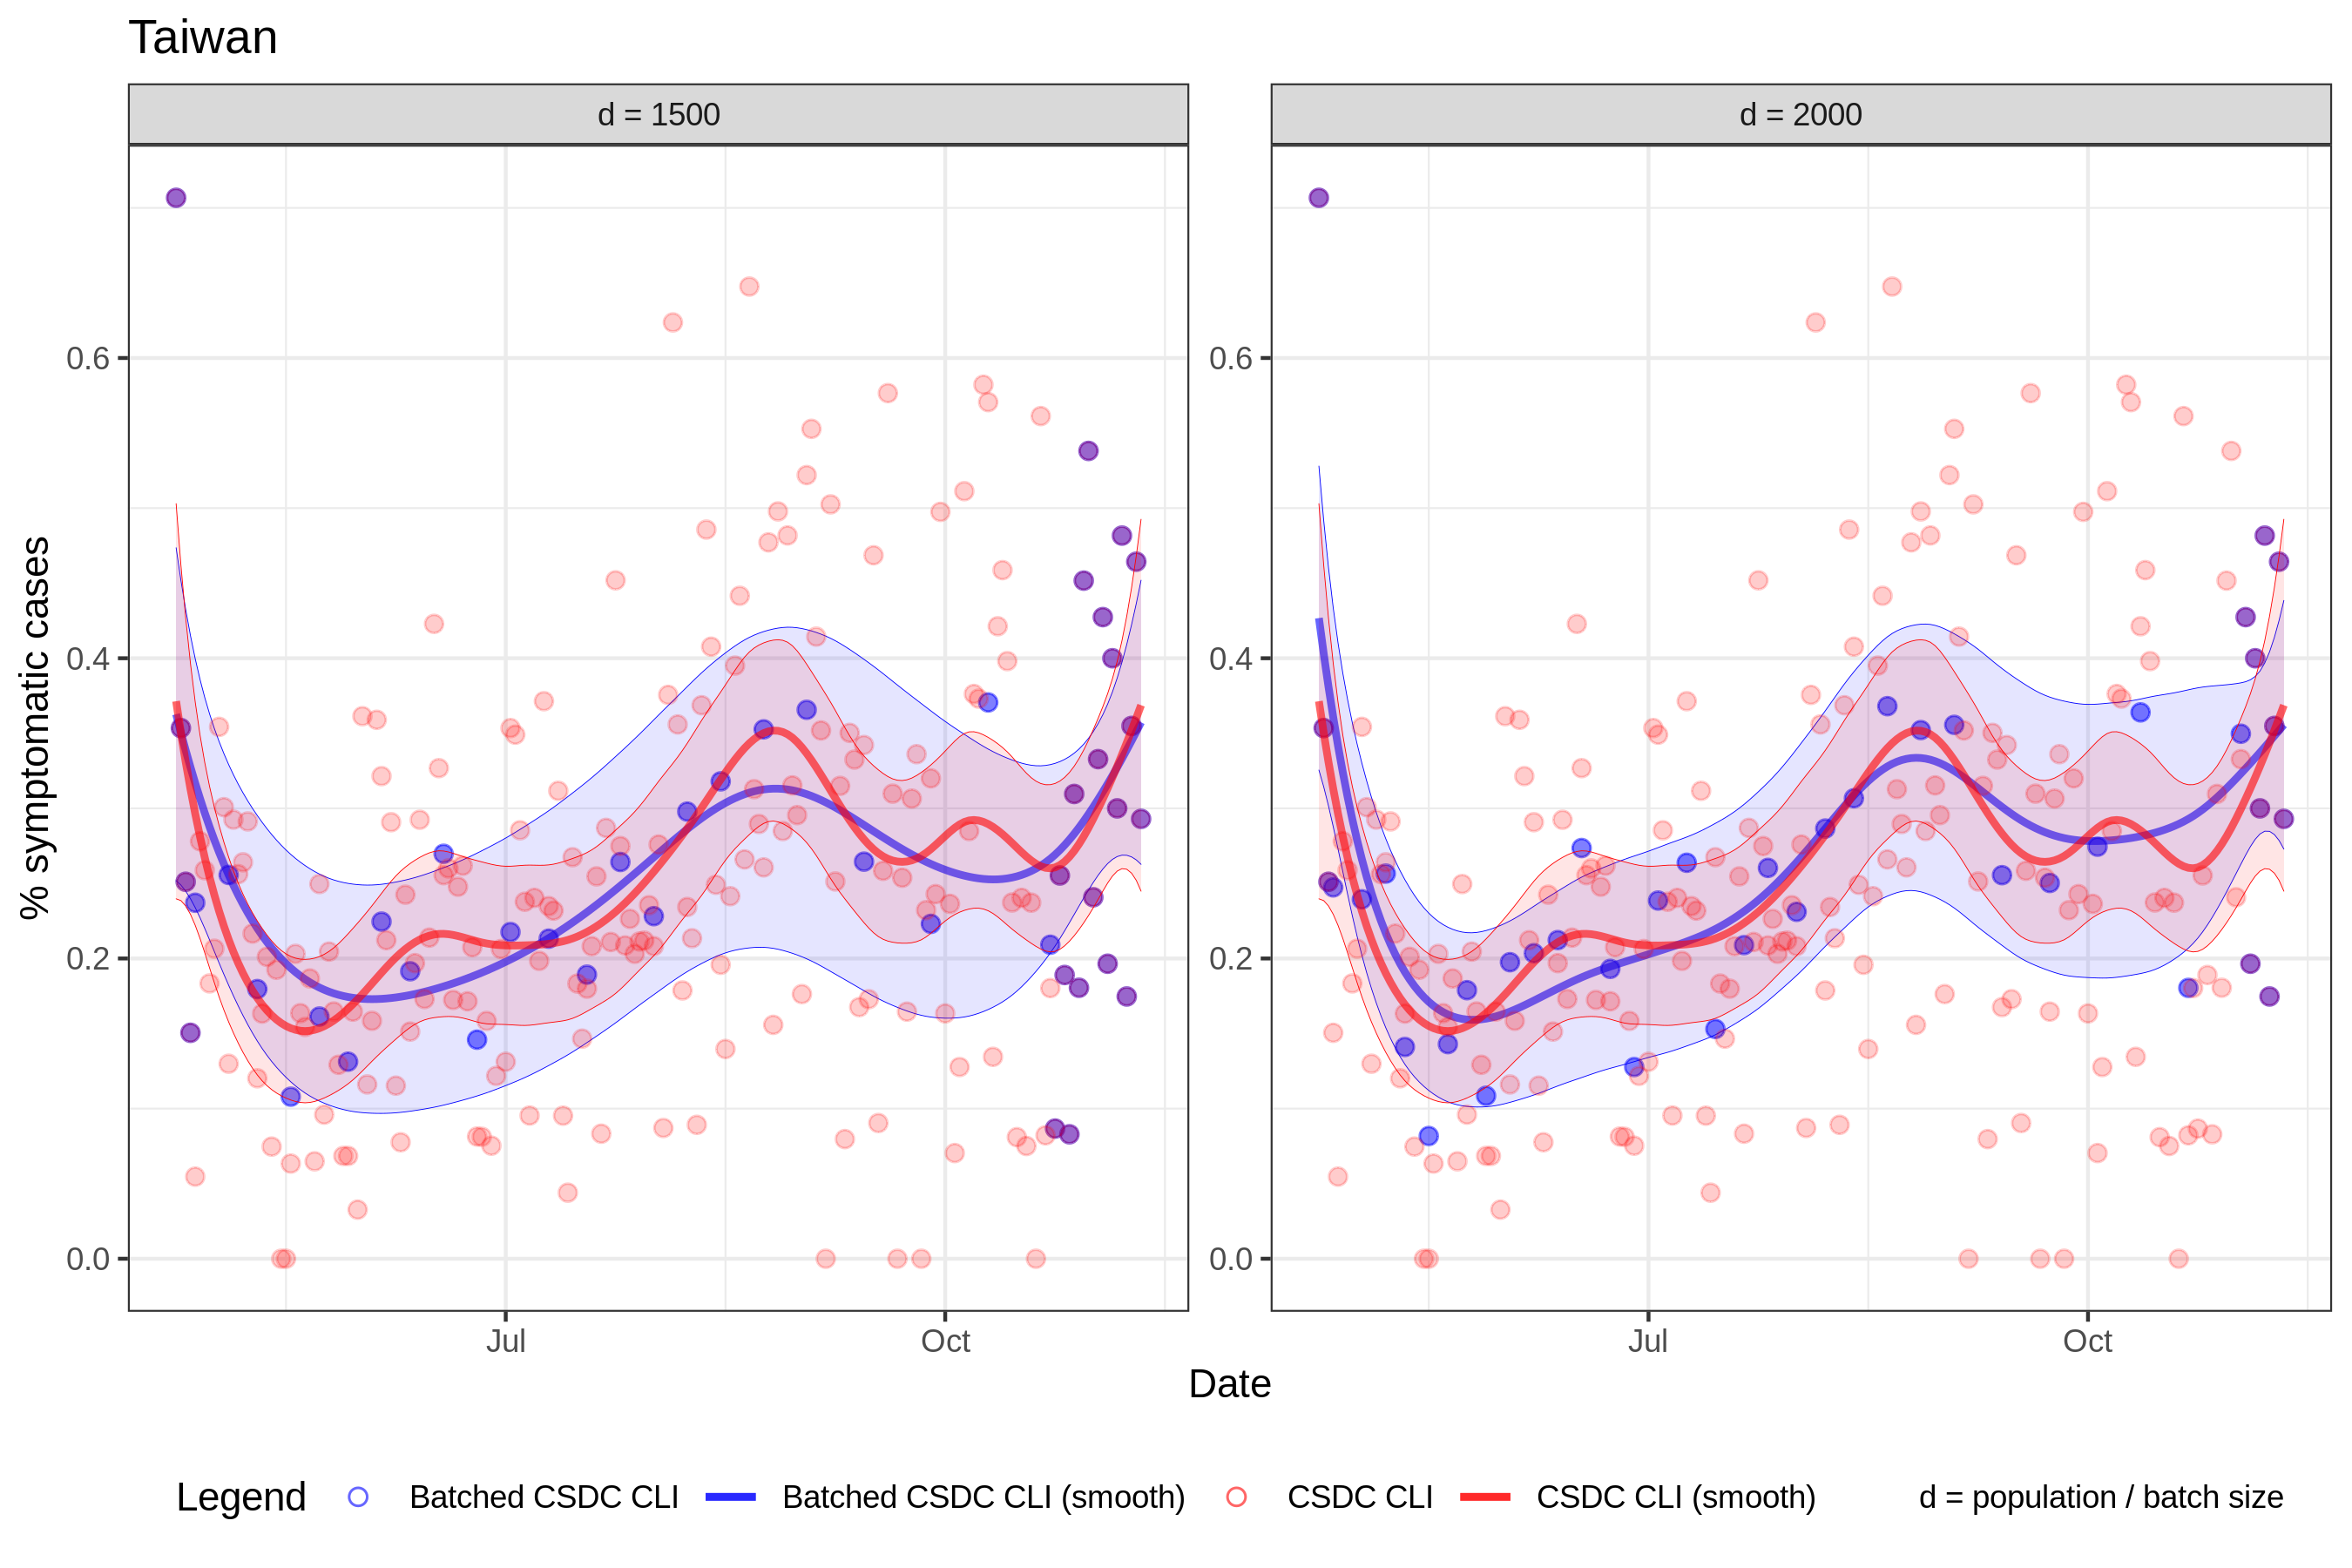 Taiwan
d = 1500
d = 2000
% symptomatic cases
0.6
0.4
0.2
0.0
0.6
0.4
0.2
0.0
Jul
Oct
Jul
Oct
Date
Legend
Batched CSDC CLI
Batched CSDC CLI (smooth)
CSDC CLI
CSDC CLI (smooth)
d = population / batch size